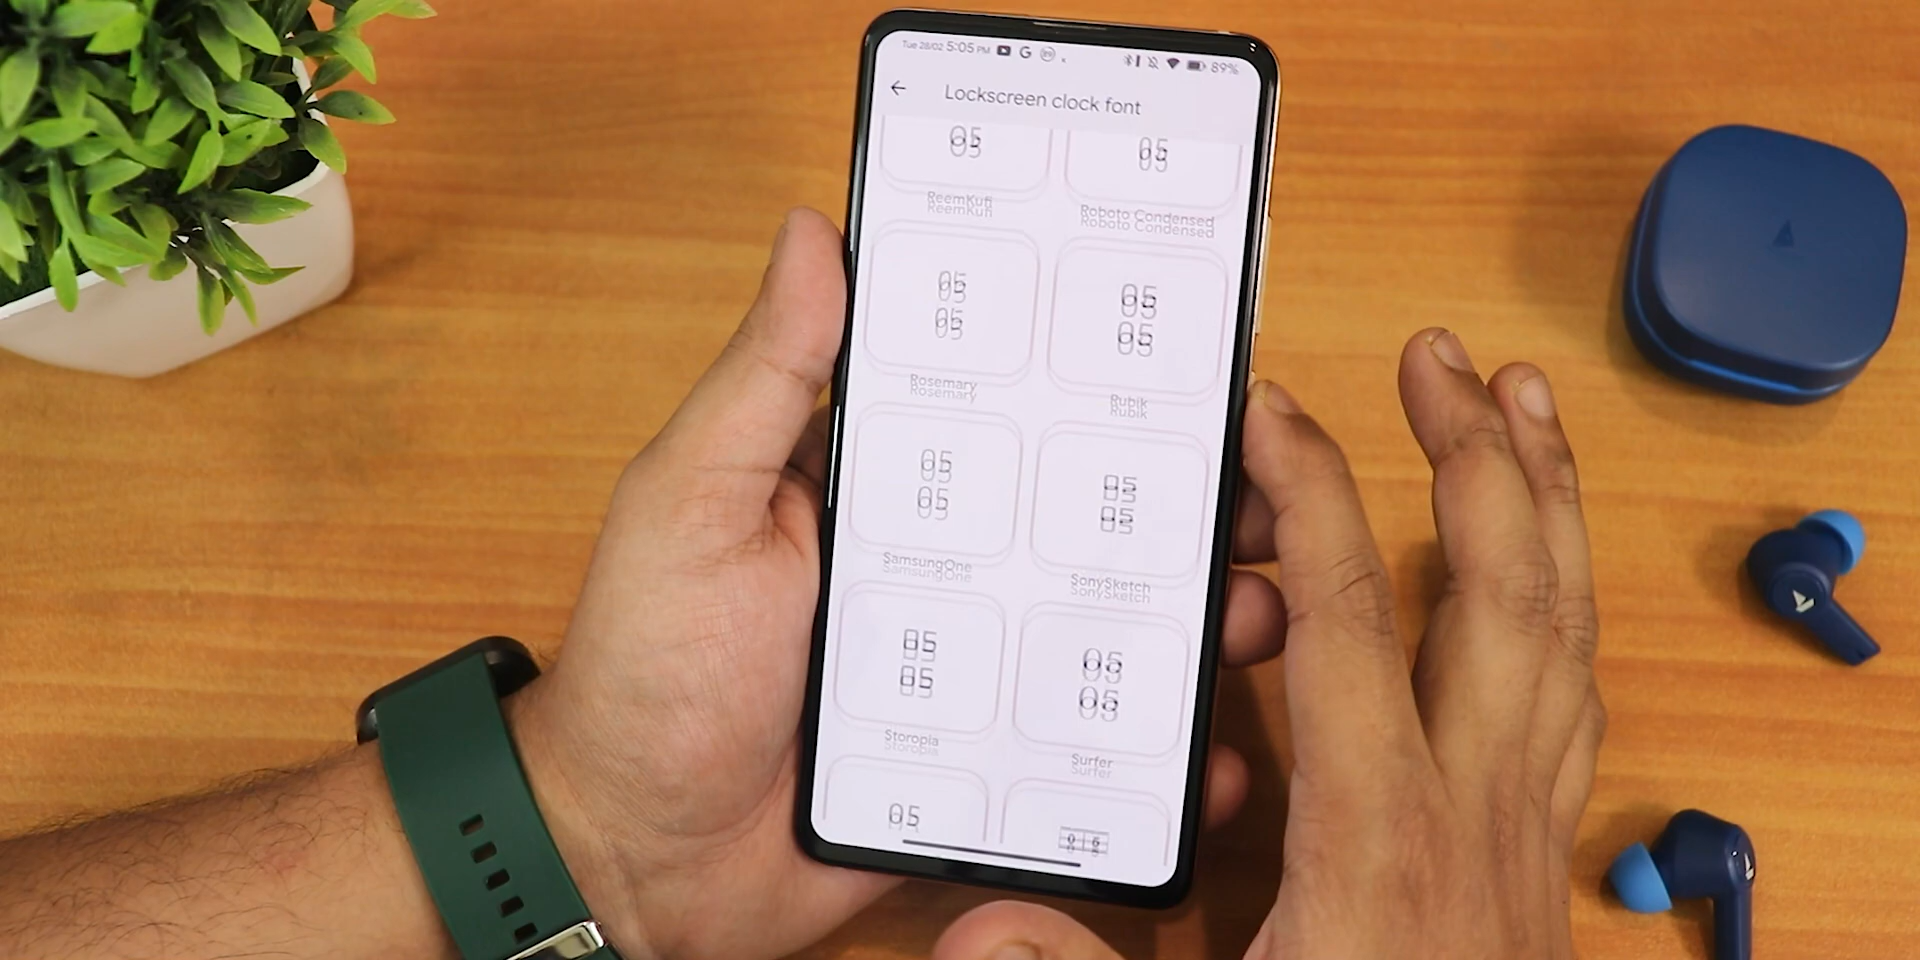 Tue 28/02 5:05 PM G 89%
Lockscreen clock font
05 05
ReemKufi Roboto Condensed
05 05
05 05
Rosemary Rubik
05 05
05 05
SamsungOne SonySketch
05 05
05 05
Storopia Surfer
05